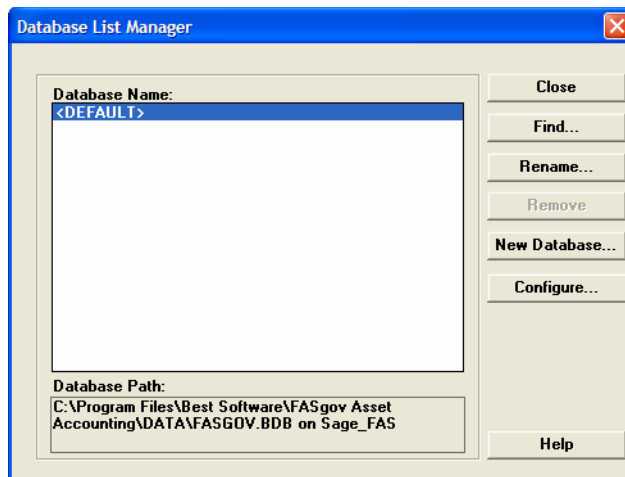 Database List Manager
Database Name:
<DEFAULT>
Database Path:
C:\Program Files\Best Software\FASgov Asset
Accounting\DATA\FASGOV.BDB on Sage_FAS
Close
Find...
Rename...
Remove
New Database...
Configure...
Help